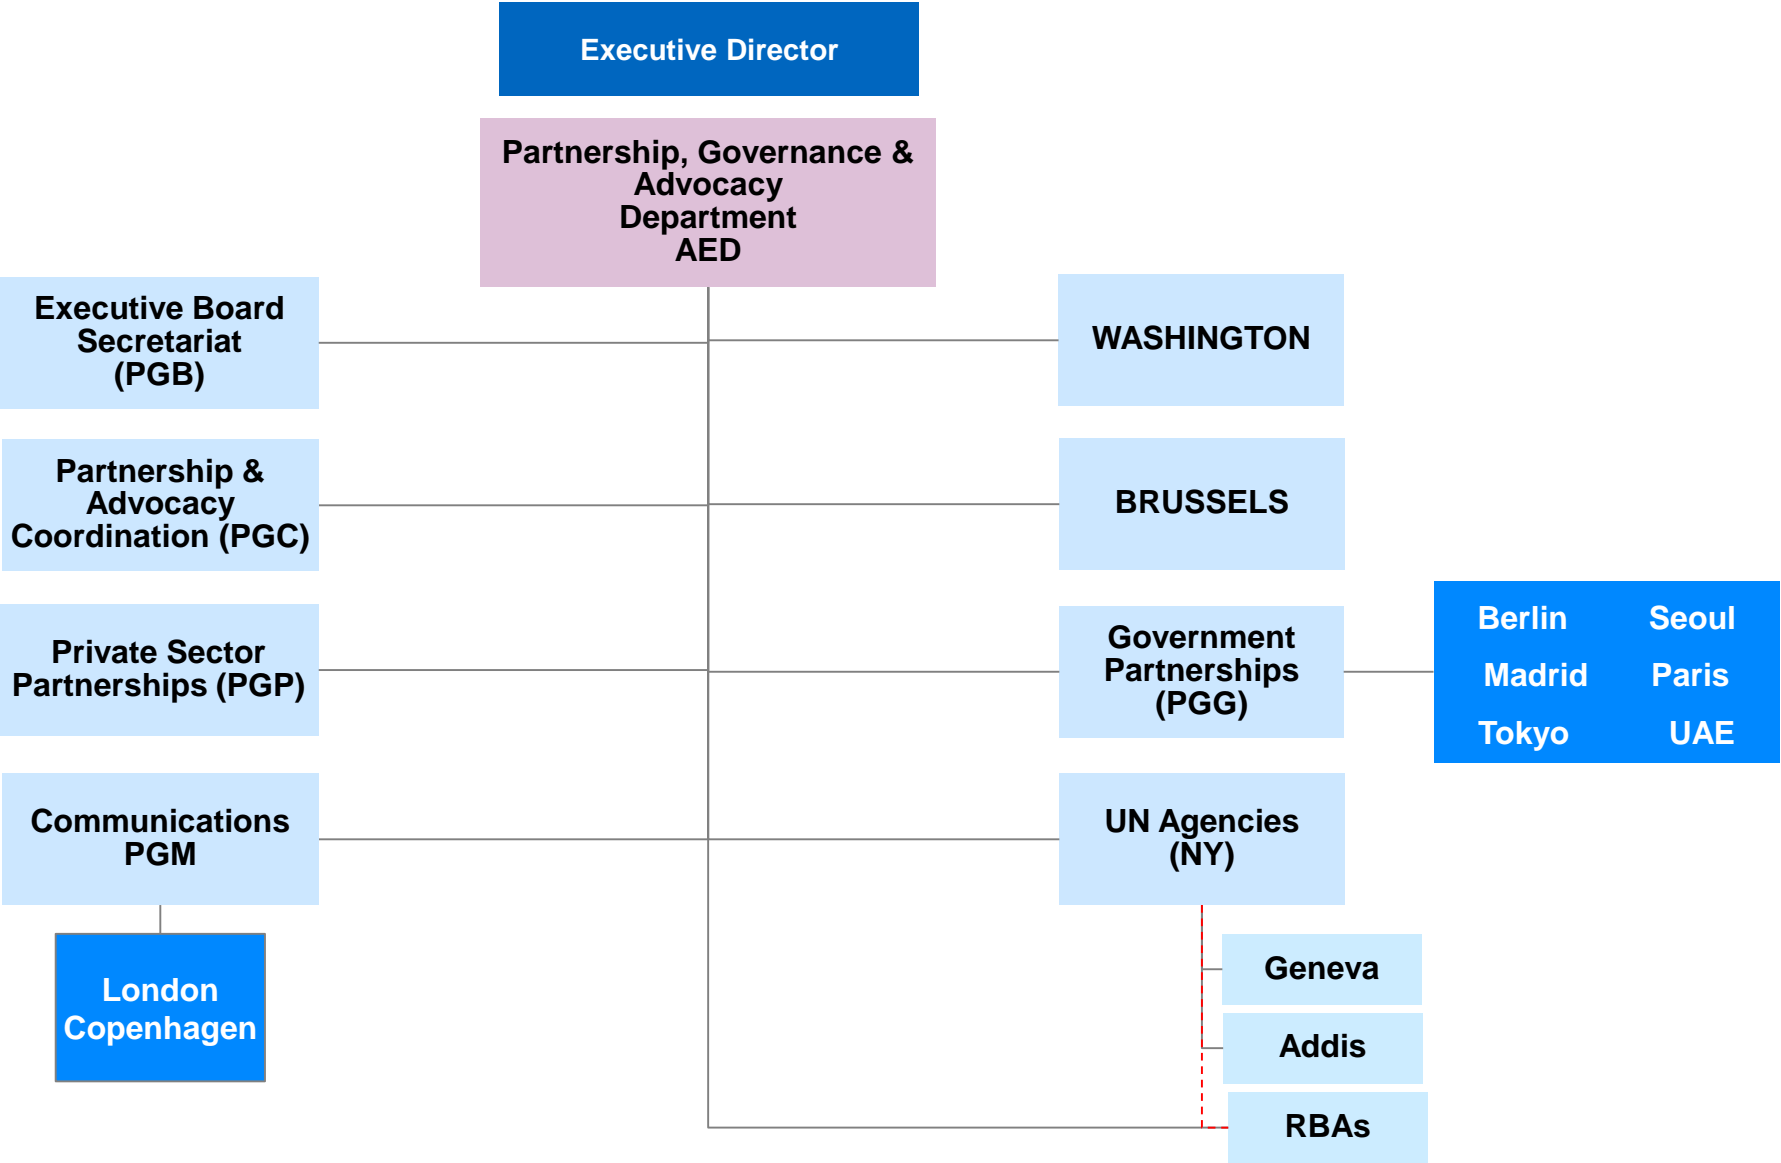 Executive Director
Partnership, Governance &
Advocacy
Department
AED
Executive Board
Secretariat
(PGB)
WASHINGTON
Partnership &
Advocacy
Coordination (PGC)
BRUSSELS
Private Sector
Partnerships (PGP)
Government
Partnerships
(PGG)
Berlin Seoul
Madrid Paris
Tokyo UAE
Communications
PGM
UN Agencies
(NY)
London
Copenhagen
Geneva
Addis
RBAs